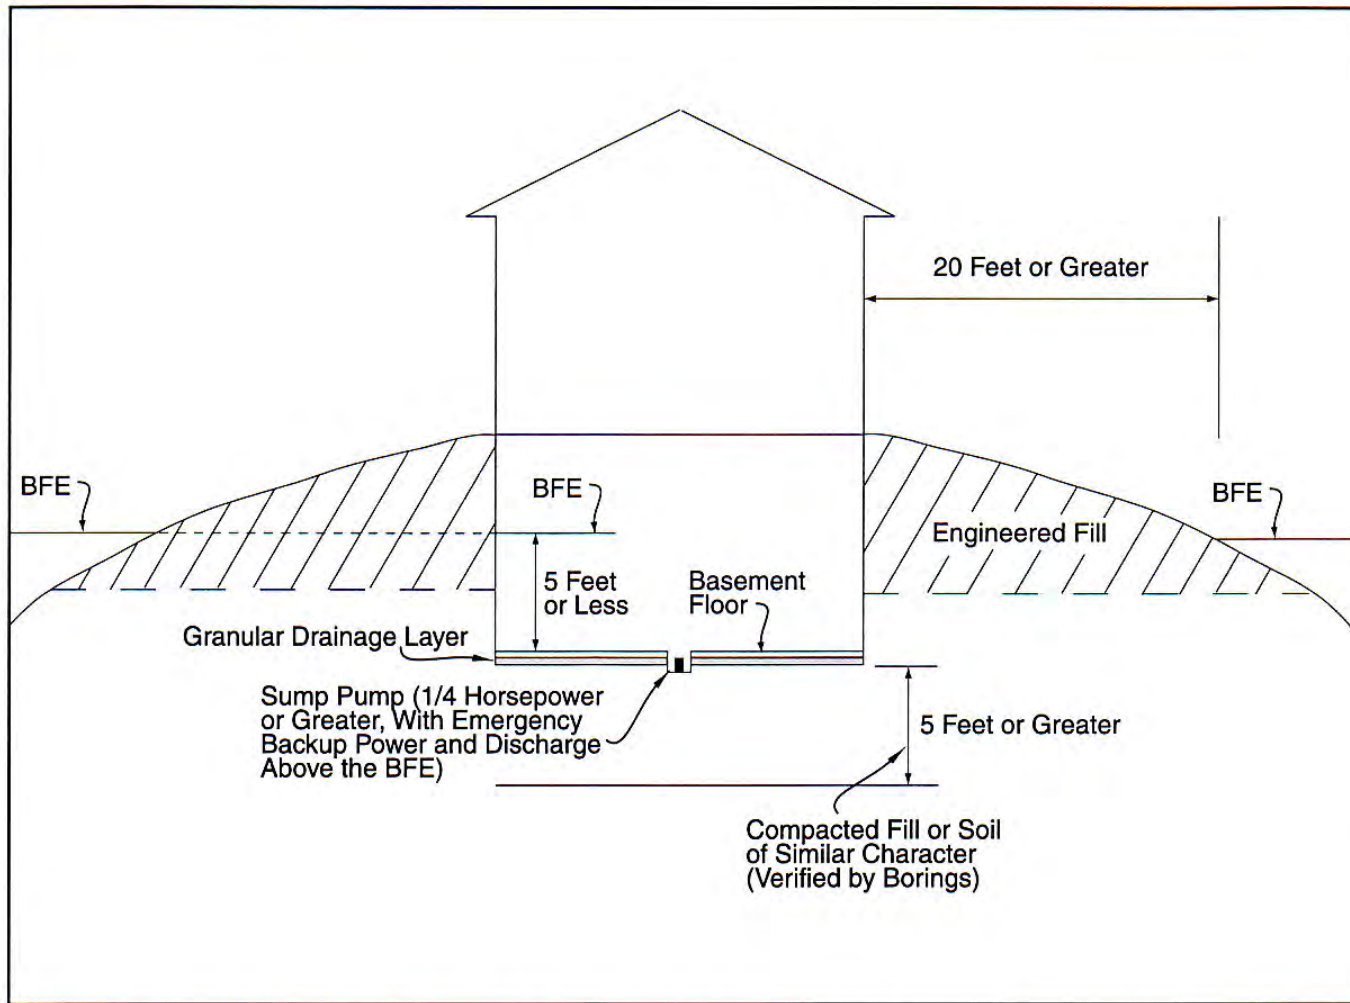 20 Feet or Greater
BFE
BFE
BFE
Engineered Fill
5 Feet
or Less
Basement
Floor
Granular Drainage Layer
Sump Pump (1/4 Horsepower
or Greater, With Emergency
Backup Power and Discharge
Above the BFE)
5 Feet or Greater
Compacted Fill or Soil
of Similar Character
(Verified by Borings)